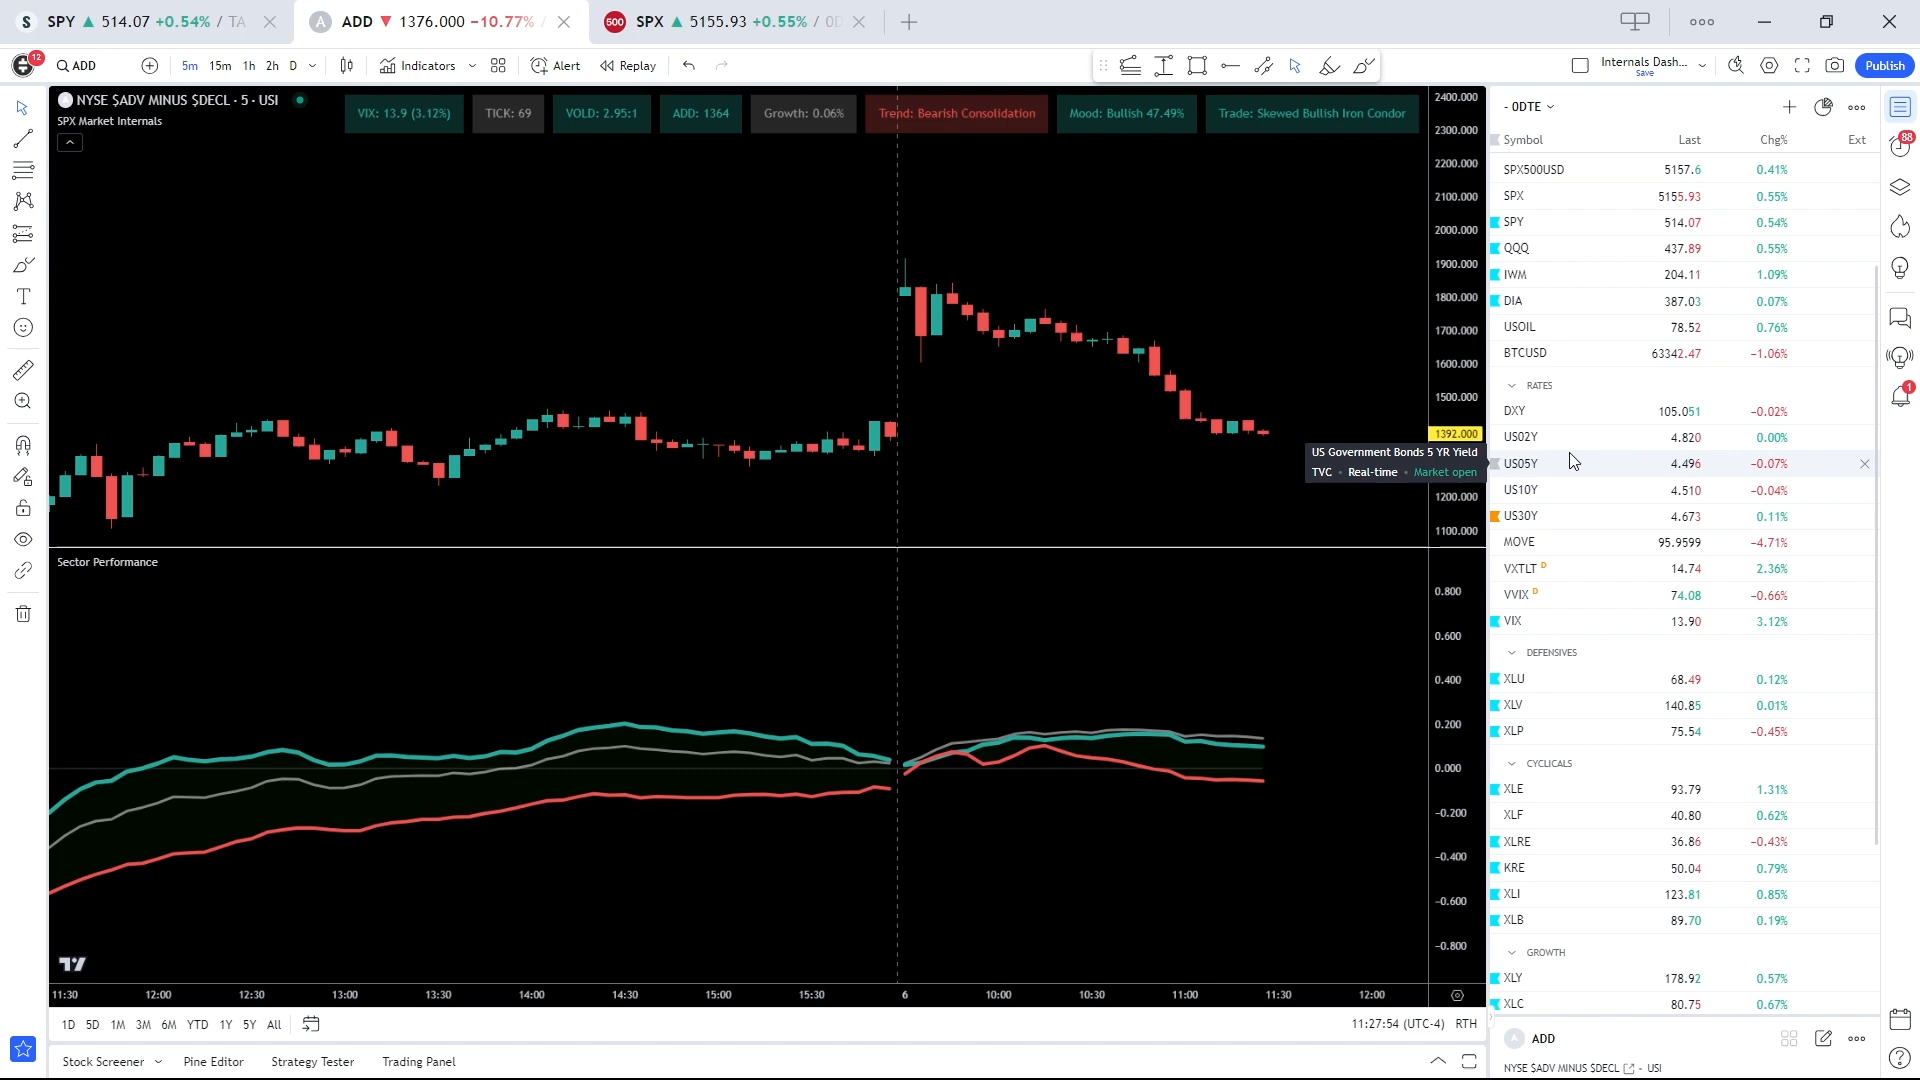 S SPY ▲ 514.07 +0.54% / TA
A ADD ▼ 1376.000 −10.77% /
500 SPX ▲ 5155.93 +0.55% / 0D
12
ADD
5m 15m 1h 2h D
Indicators
Alert
Replay
Internals Dash...
Save
Publish
A NYSE $ADV MINUS $DECL · 5 · USI
SPX Market Internals
VIX: 13.9 (3.12%)
TICK: 69
VOLD: 2.95:1
ADD: 1364
Growth: 0.06%
Trend: Bearish Consolidation
Mood: Bullish 47.49%
Trade: Skewed Bullish Iron Condor
2400.000
2300.000
2200.000
2100.000
2000.000
1900.000
1800.000
1700.000
1600.000
1500.000
1392.000
1200.000
1100.000
US Government Bonds 5 YR Yield
TVC • Real-time • Market open
Sector Performance
0.800
0.600
0.400
0.200
0.000
−0.200
−0.400
−0.600
−0.800
11:30 12:00 12:30 13:00 13:30 14:00 14:30 15:00 15:30 6 10:00 10:30 11:00 11:30 12:00
1D 5D 1M 3M 6M YTD 1Y 5Y All
11:27:54 (UTC-4) RTH
Stock Screener Pine Editor Strategy Tester Trading Panel
- 0DTE
Symbol Last Chg% Ext
SPX500USD 5157.6 0.41%
SPX 5155.93 0.55%
SPY 514.07 0.54%
QQQ 437.89 0.55%
IWM 204.11 1.09%
DIA 387.03 0.07%
USOIL 78.52 0.76%
BTCUSD 63342.47 −1.06%
RATES
DXY 105.051 −0.02%
US02Y 4.820 0.00%
US05Y 4.496 −0.07%
US10Y 4.510 −0.04%
US30Y 4.673 0.11%
MOVE 95.9599 −4.71%
VXTLT D 14.74 2.36%
VVIX D 74.08 −0.66%
VIX 13.90 3.12%
DEFENSIVES
XLU 68.49 0.12%
XLV 140.85 0.01%
XLP 75.54 −0.45%
CYCLICALS
XLE 93.79 1.31%
XLF 40.80 0.62%
XLRE 36.86 −0.43%
KRE 50.04 0.79%
XLI 123.81 0.85%
XLB 89.70 0.19%
GROWTH
XLY 178.92 0.57%
XLC 80.75 0.67%
A ADD
NYSE $ADV MINUS $DECL - USI
88
1